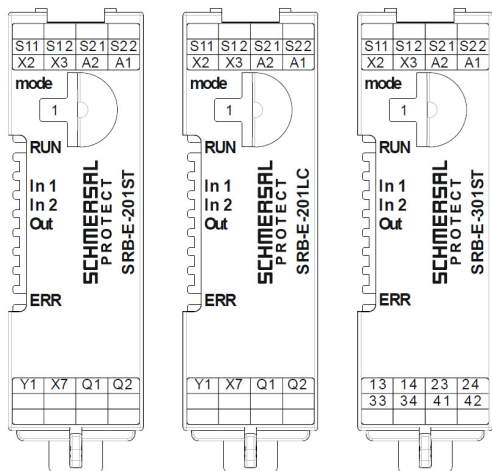 S11 S12 S21 S22
X2 X3 A2 A1
mode
1
RUN
In 1
In 2
Out
ERR
SCHMERSAL
PROTECT
SRB-E-201ST
Y1 X7 Q1 Q2
S11 S12 S21 S22
X2 X3 A2 A1
mode
1
RUN
In 1
In 2
Out
ERR
SCHMERSAL
PROTECT
SRB-E-201LC
Y1 X7 Q1 Q2
S11 S12 S21 S22
X2 X3 A2 A1
mode
1
RUN
In 1
In 2
Out
ERR
SCHMERSAL
PROTECT
SRB-E-301ST
13 14 23 24
33 34 41 42